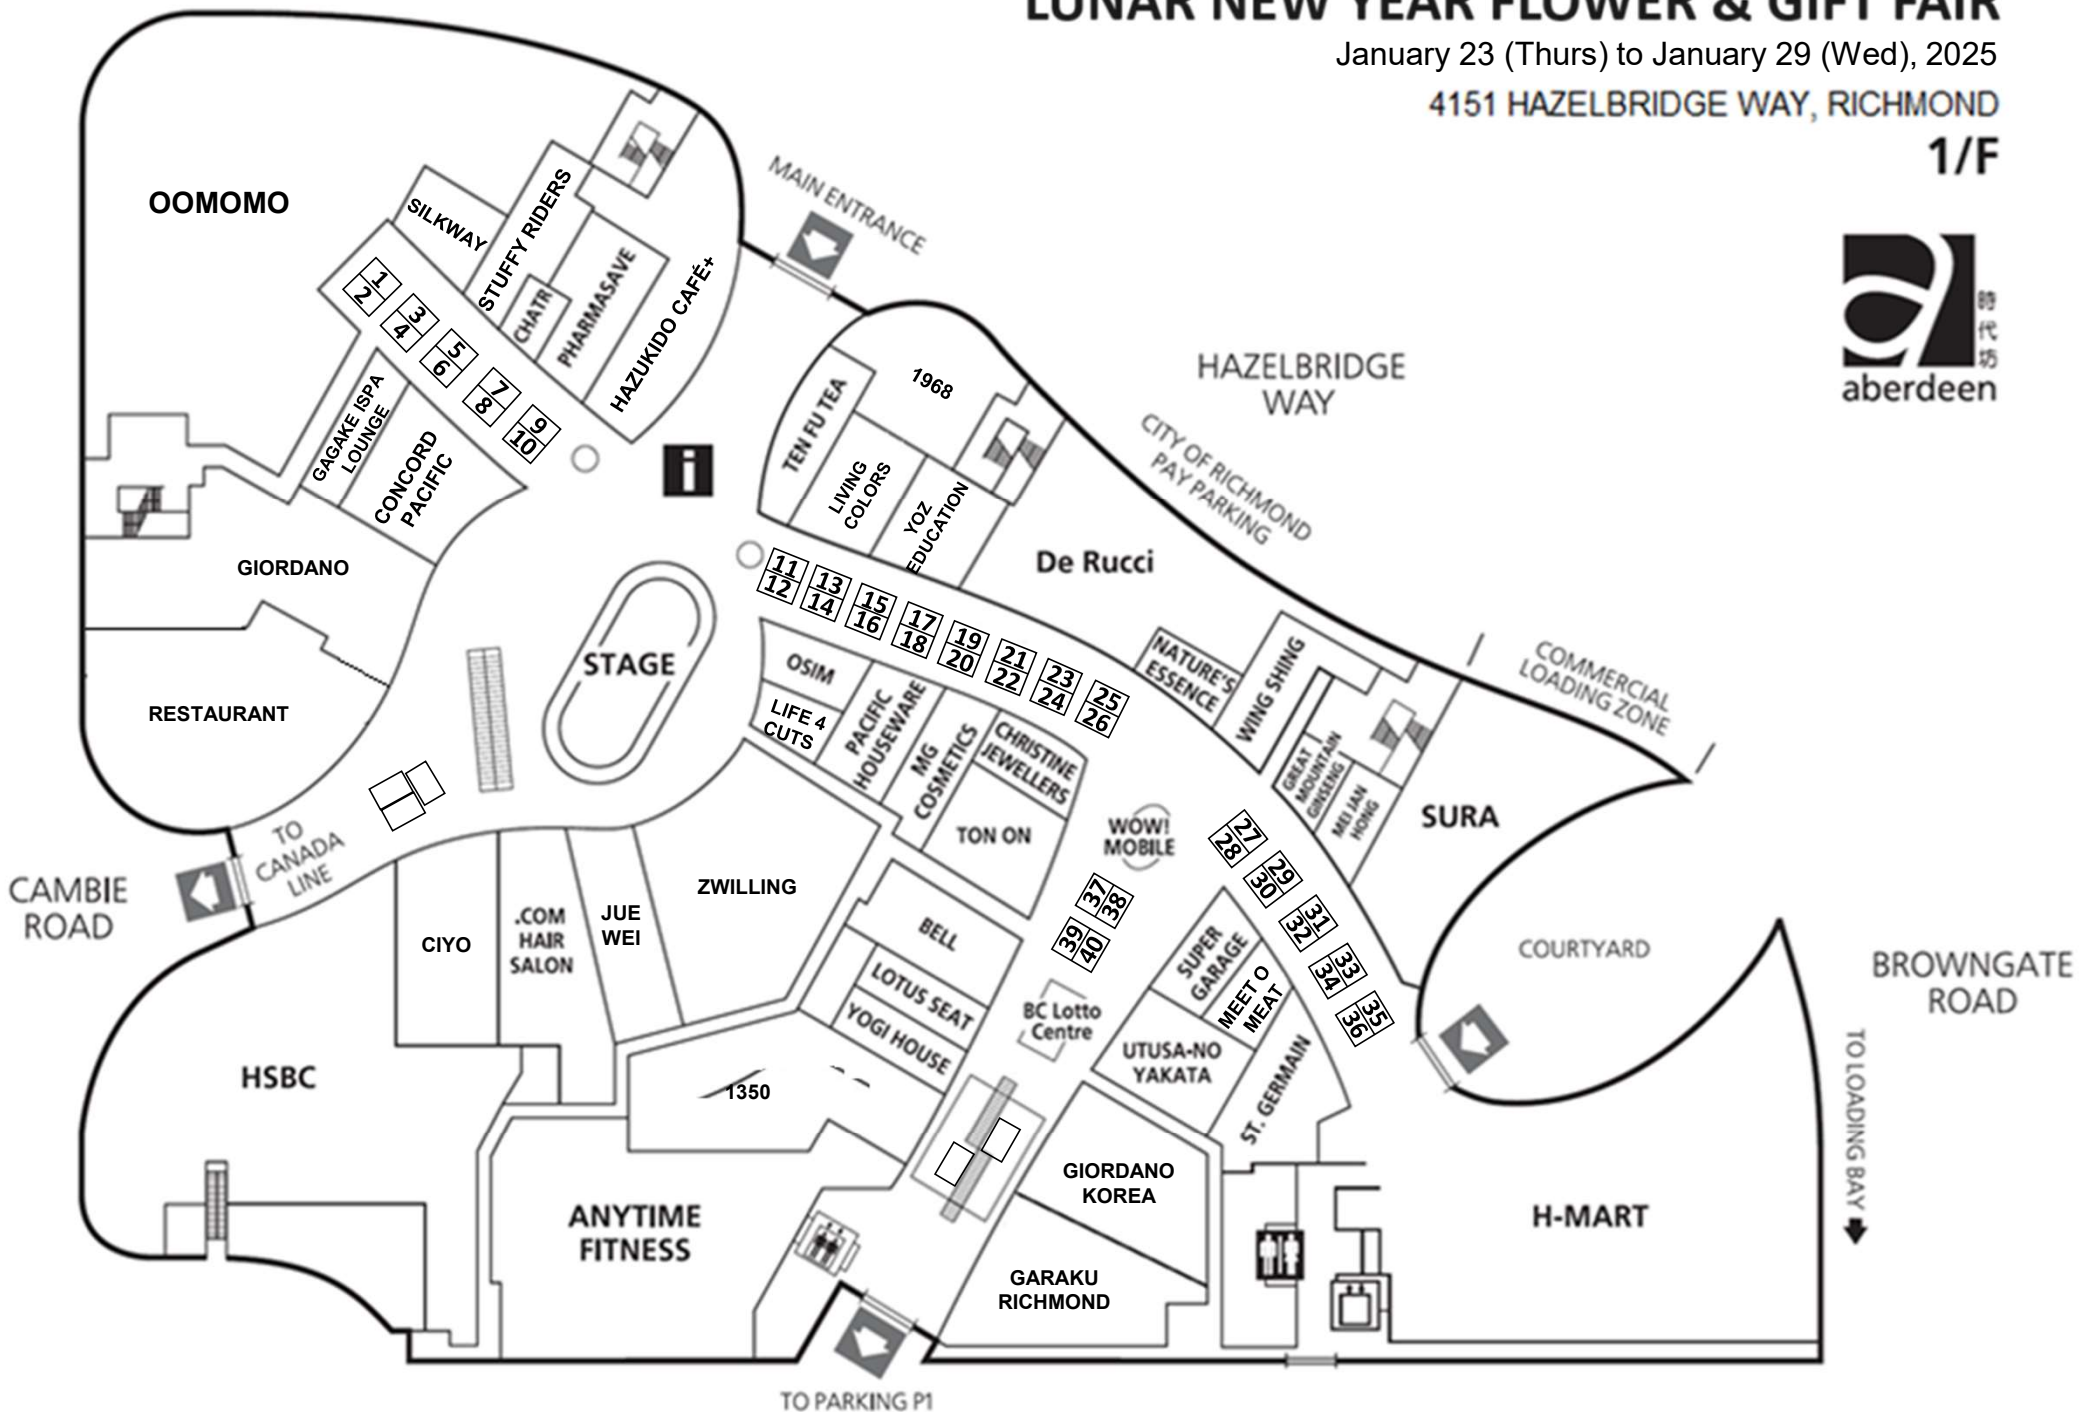 LUNAR NEW YEAR FLOWER & GIFT FAIR
January 23 (Thurs) to January 29 (Wed), 2025
4151 HAZELBRIDGE WAY, RICHMOND
1/F
時
代
坊
aberdeen
MAIN ENTRANCE
HAZELBRIDGE
WAY
CITY OF RICHMOND
PAY PARKING
COMMERCIAL
LOADING ZONE
OOMOMO
SILKWAY
STUFFY RIDERS
CHATR
PHARMASAVE
HAZUKIDO CAFÉ+
1
2
3
4
5
6
7
8
9
10
GAGAKE ISPA
LOUNGE
CONCORD
PACIFIC
i
GIORDANO
RESTAURANT
STAGE
TEN FU TEA
1968
LIVING
COLORS
YOZ
EDUCATION
De Rucci
11
12
13
14
15
16
17
18
19
20
21
22
23
24
25
26
NATURE'S
ESSENCE
WING SHING
GREAT
MOUNTAIN
GINSENG
MEI JAN
HONG
SURA
OSIM
LIFE 4
CUTS
PACIFIC
HOUSEWARE
MG
COSMETICS
CHRISTINE
JEWELLERS
TON ON
WOW!
MOBILE
27
28
29
30
31
32
33
34
35
36
37
38
39
40
COURTYARD
BROWNGATE
ROAD
TO LOADING BAY
CAMBIE
ROAD
TO
CANADA
LINE
CIYO
.COM
HAIR
SALON
JUE
WEI
ZWILLING
BELL
LOTUS SEAT
YOGI HOUSE
BC Lotto
Centre
SUPER
GARAGE
MEET O
MEAT
UTUSA-NO
YAKATA
ST. GERMAIN
HSBC
1350
ANYTIME
FITNESS
GIORDANO
KOREA
GARAKU
RICHMOND
H-MART
TO PARKING P1